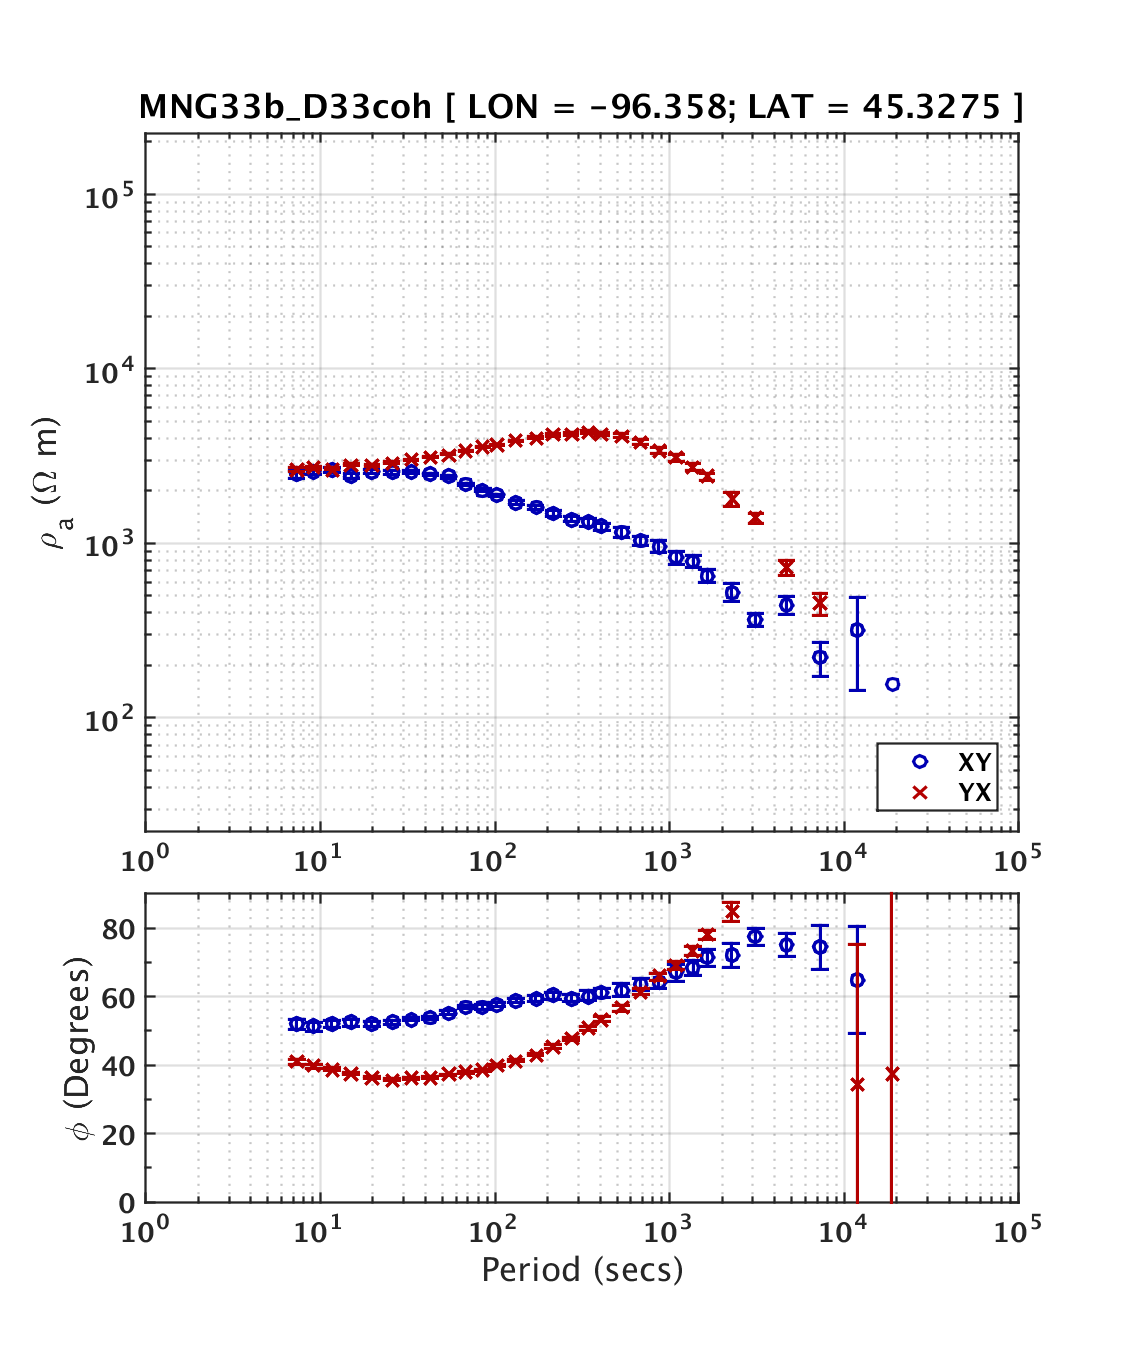 MNG33b_D33coh [ LON = -96.358; LAT = 45.3275 ]
10^5
10^4
10^3
10^2
ρ_a (Ω m)
XY
YX
10^0 10^1 10^2 10^3 10^4 10^5
80
60
40
20
0
ϕ (Degrees)
10^0 10^1 10^2 10^3 10^4 10^5
Period (secs)